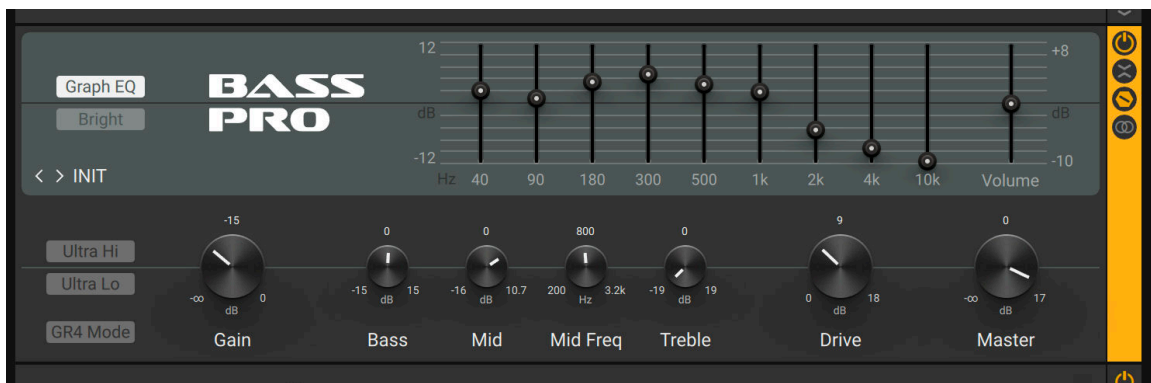 12 +8
Graph EQ
BASS
PRO
Bright
dB dB
-12 -10
< > INIT
Hz 40 90 180 300 500 1k 2k 4k 10k Volume
-15 0 0 800 0 9 0
Ultra Hi
Ultra Lo
-∞ 0 -15 15 -16 10.7 200 3.2k -19 19 0 18 -∞ 17
dB dB dB Hz dB dB dB
GR4 Mode
Gain Bass Mid Mid Freq Treble Drive Master